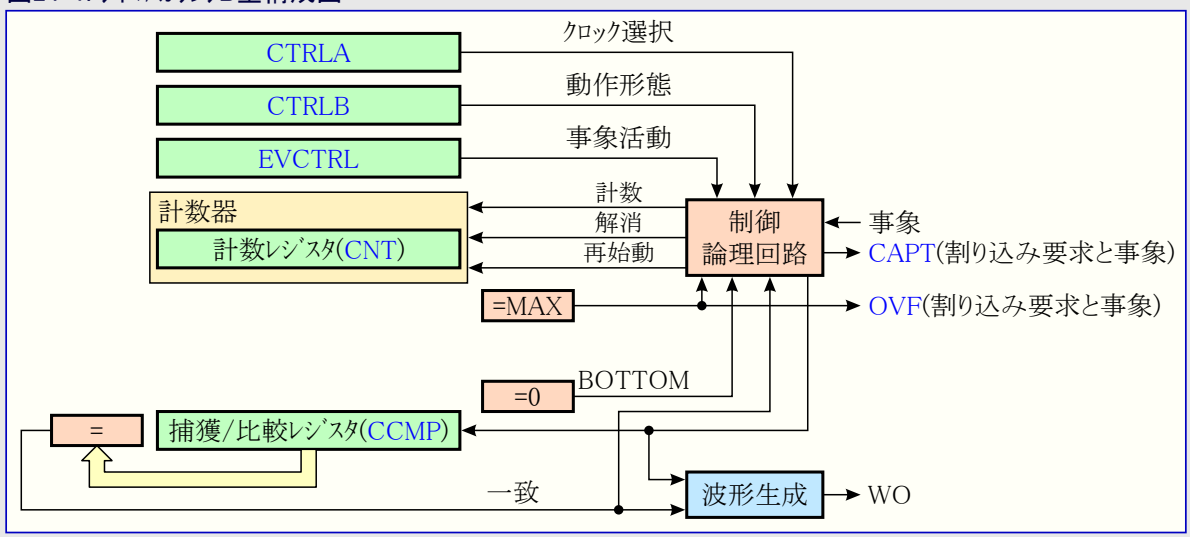 クロック選択
CTRLA
動作形態
CTRLB
事象活動
EVCTRL
計数器
計数レジスタ(CNT)
計数
解消
再始動
制御
論理回路
事象
CAPT(割り込み要求と事象)
=MAX
OVF(割り込み要求と事象)
=0
BOTTOM
=
捕獲/比較レジスタ(CCMP)
一致
波形生成
WO